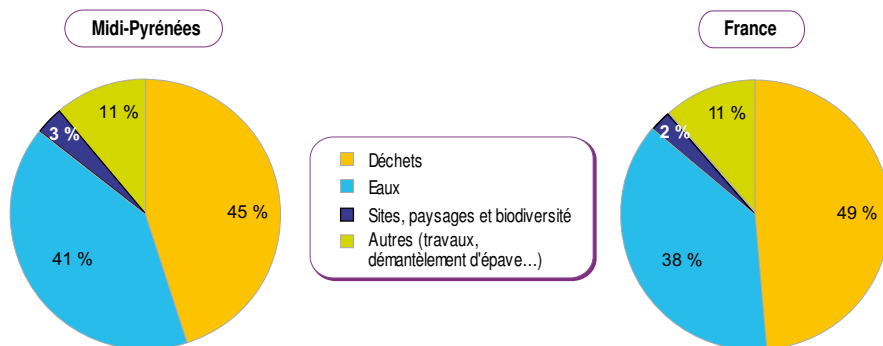 Midi-Pyrénées
11 %
3 %
45 %
41 %
Déchets
Eaux
Sites, paysages et biodiversité
Autres (travaux,
démantèlement d'épave…)
France
11 %
2 %
49 %
38 %